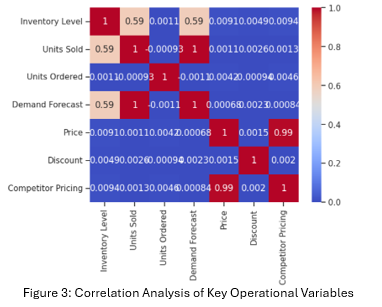 Inventory Level 1 0.59 0.0011 0.59 0.0091 0.0049 0.0094 1.0
Units Sold 0.59 1 -0.00093 1 0.0011 0.0026 0.0013 0.8
Units Ordered 0.0011 0.00093 1 -0.0011 0.0042 0.00094 0.0046 0.6
Demand Forecast 0.59 1 -0.0011 1 0.00068 0.0023 0.00084 0.4
Price 0.0091 0.0011 0.0042 0.00068 1 0.0015 0.99
Discount 0.0049 0.0026 0.00094 0.0023 0.0015 1 0.002 0.2
Competitor Pricing 0.0094 0.0013 0.0046 0.00084 0.99 0.002 1 0.0
Inventory Level
Units Sold
Units Ordered
Demand Forecast
Price
Discount
Competitor Pricing
Figure 3: Correlation Analysis of Key Operational Variables